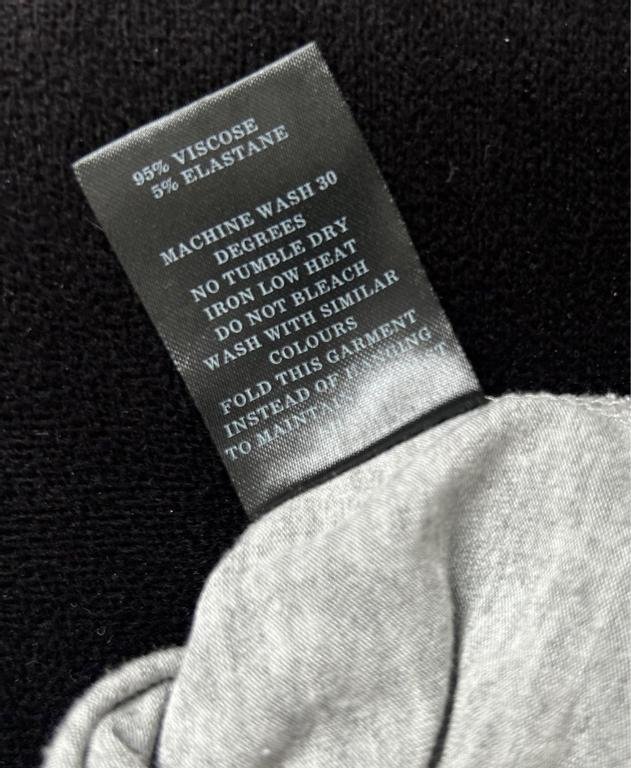 95% VISCOSE
5% ELASTANE
MACHINE WASH 30
DEGREES
NO TUMBLE DRY
IRON LOW HEAT
DO NOT BLEACH
WASH WITH SIMILAR
COLOURS
FOLD THIS GARMENT
INSTEAD OF HANGING
TO MAINTAIN